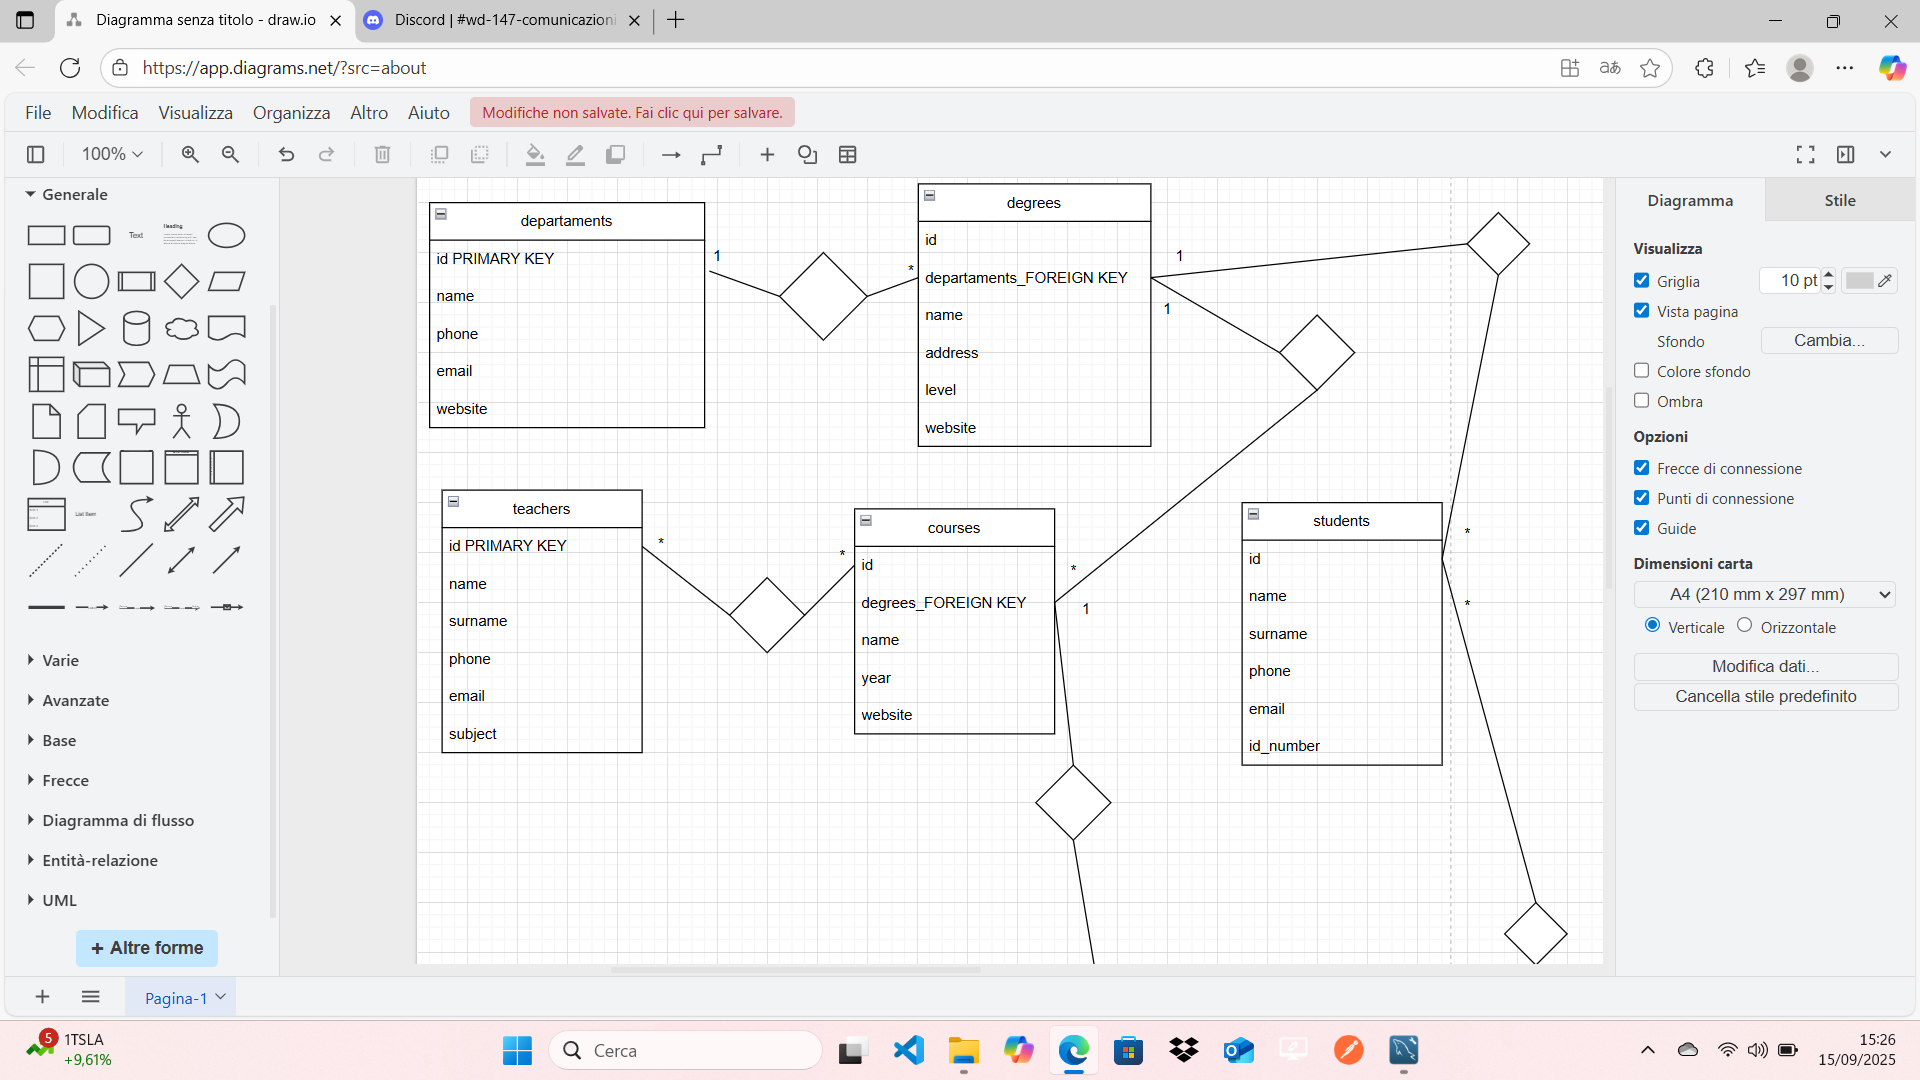 Diagramma senza titolo - draw.io
Discord | #wd-147-comunicazioni
https://app.diagrams.net/?src=about
File Modifica Visualizza Organizza Altro Aiuto Modifiche non salvate. Fai clic qui per salvare.
100%
Generale
Text
Heading
Varie
Avanzate
Base
Frecce
Diagramma di flusso
Entità-relazione
UML
+ Altre forme
departaments
id PRIMARY KEY
name
phone
email
website
1
*
degrees
id
departaments_FOREIGN KEY
name
address
level
website
1
1
teachers
id PRIMARY KEY
name
surname
phone
email
subject
*
*
courses
id
degrees_FOREIGN KEY
name
year
website
*
1
students
id
name
surname
phone
email
id_number
*
*
Diagramma Stile
Visualizza
Griglia 10 pt
Vista pagina
Sfondo Cambia...
Colore sfondo
Ombra
Opzioni
Frecce di connessione
Punti di connessione
Guide
Dimensioni carta
A4 (210 mm x 297 mm)
Verticale Orizzontale
Modifica dati...
Cancella stile predefinito
Pagina-1
5
1TSLA
+9,61%
Cerca
15:26
15/09/2025